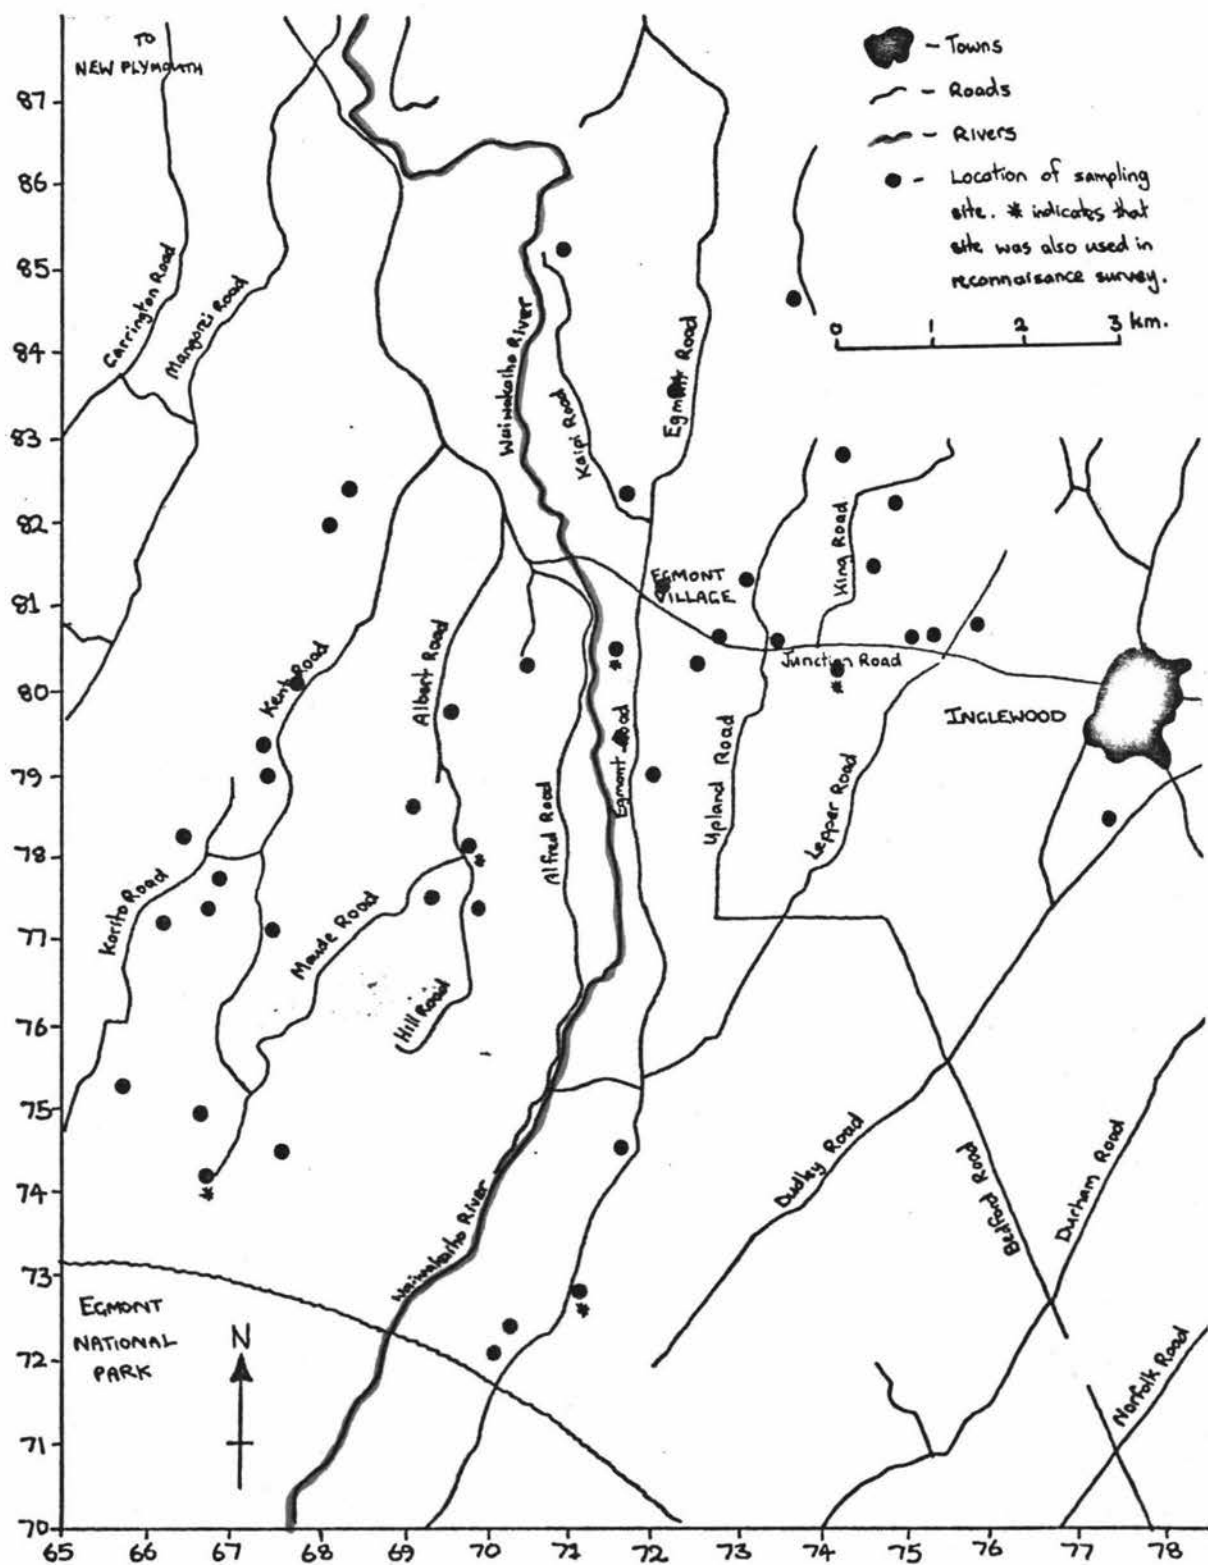 TO
NEW PLYMOUTH
- Towns
- Roads
- Rivers
- Location of sampling
site. * indicates that
site was also used in
reconnaisance survey.
0 1 2 3 km.
87
86
85
84
83
82
81
80
79
78
77
76
75
74
73
72
71
70
Carrington Road
Mangorei Road
Waiwakaiho River
Kaipi Road
Egmont Road
King Road
EGMONT
VILLAGE
Junction Road
INGLEWOOD
Kent Road
Albert Road
Alfred Road
Egmont Road
Upland Road
Lepper Road
Korito Road
Maude Road
Hill Road
Waiwakaiho River
Dudley Road
Bedford Road
Durham Road
Norfolk Road
EGMONT
NATIONAL
PARK
N
65 66 67 68 69 70 71 72 73 74 75 76 77 78